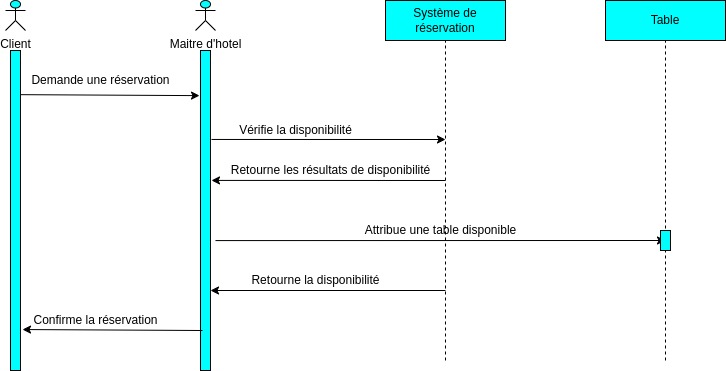 Système de
réservation
Table
Client
Maitre d'hotel
Demande une réservation
Vérifie la disponibilité
Retourne les résultats de disponibilité
Attribue une table disponible
Retourne la disponibilité
Confirme la réservation